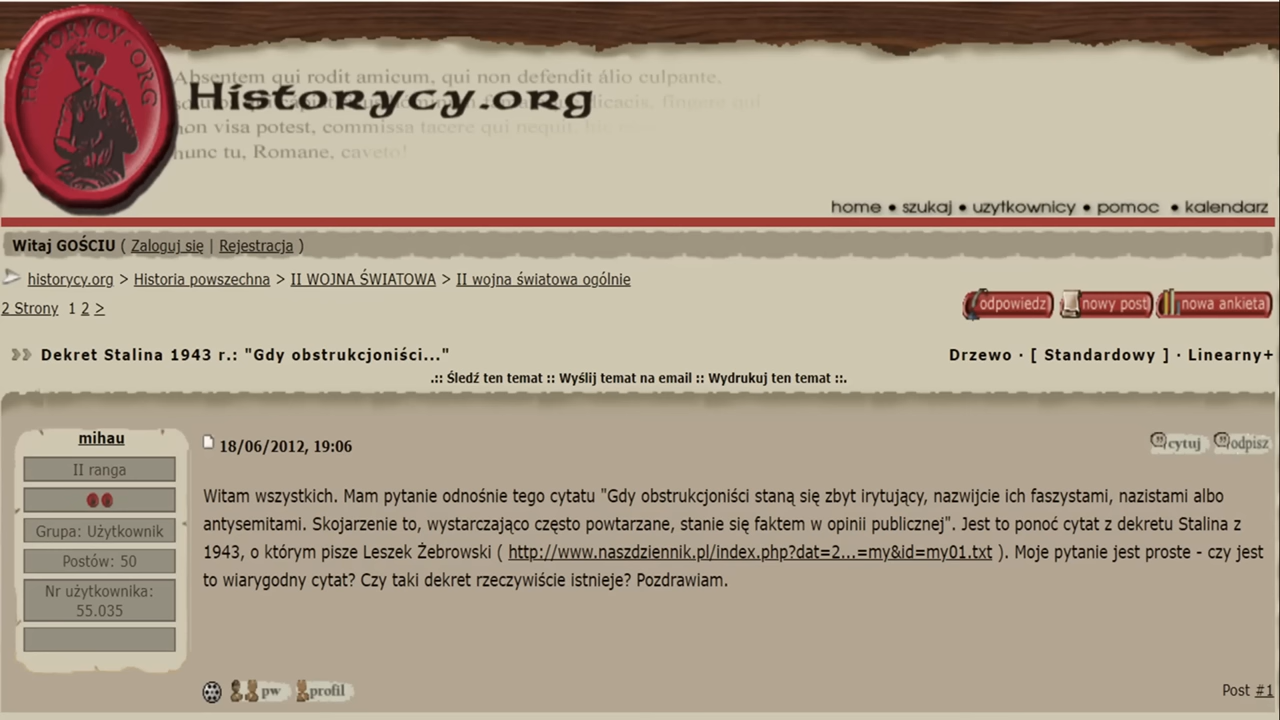 HISTORYCY·ORG
Absentem qui rodit amicum, qui non defendit álio culpante,
Historycy.org
non visa potest, commissa tacere qui nequit,
hunc tu, Romane, caveto!
home • szukaj • użytkownicy • pomoc • kalendarz
Witaj GOŚCIU ( Zaloguj się | Rejestracja )
historycy.org > Historia powszechna > II WOJNA ŚWIATOWA > II wojna światowa ogólnie
2 Strony 1 2 >
odpowiedz nowy post nowa ankieta
Dekret Stalina 1943 r.: "Gdy obstrukcjoniści..."
Drzewo · [ Standardowy ] · Linearny+
.:: Śledź ten temat :: Wyślij temat na email :: Wydrukuj ten temat ::.
mihau
18/06/2012, 19:06
cytuj odpisz
II ranga
Grupa: Użytkownik
Postów: 50
Nr użytkownika:
55.035
Witam wszystkich. Mam pytanie odnośnie tego cytatu "Gdy obstrukcjoniści staną się zbyt irytujący, nazwijcie ich faszystami, nazistami albo
antysemitami. Skojarzenie to, wystarczająco często powtarzane, stanie się faktem w opinii publicznej". Jest to ponoć cytat z dekretu Stalina z
1943, o którym pisze Leszek Żebrowski ( http://www.naszdziennik.pl/index.php?dat=2...=my&id=my01.txt ). Moje pytanie jest proste - czy jest
to wiarygodny cytat? Czy taki dekret rzeczywiście istnieje? Pozdrawiam.
pw profil
Post #1